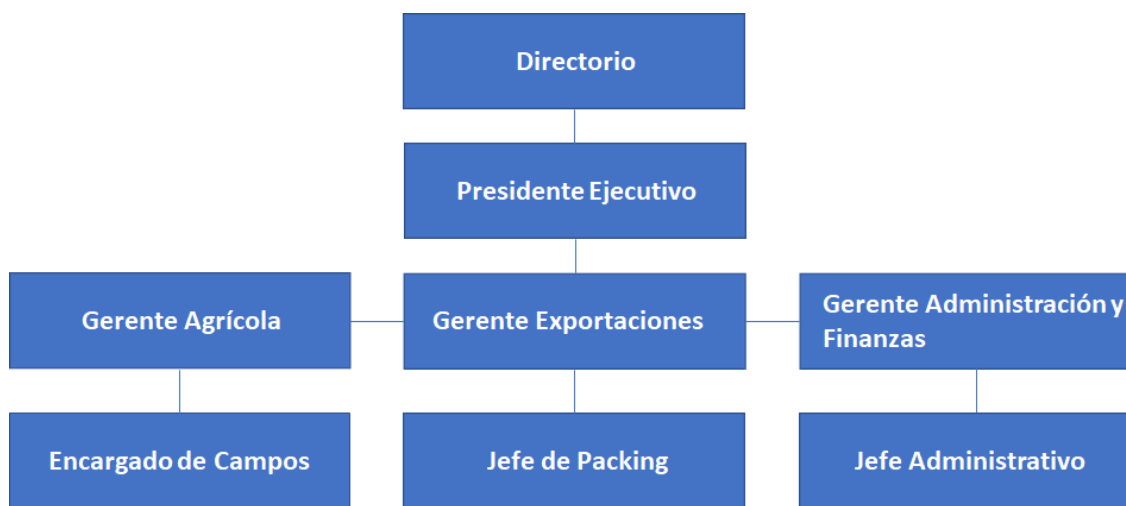 Directorio
Presidente Ejecutivo
Gerente Agrícola
Gerente Exportaciones
Gerente Administración y
Finanzas
Encargado de Campos
Jefe de Packing
Jefe Administrativo